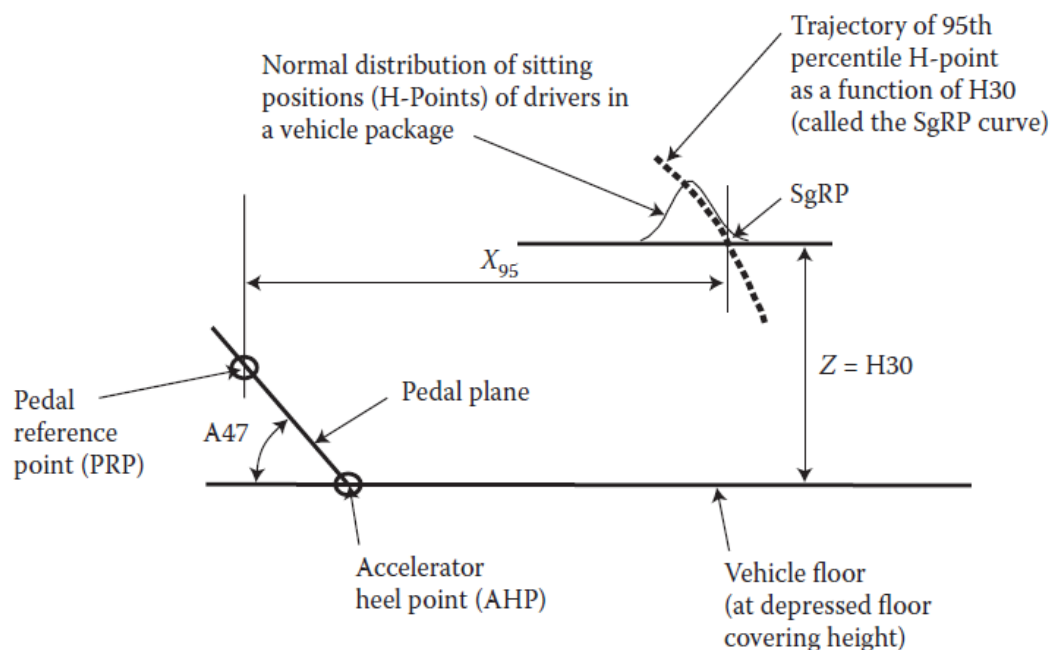 Trajectory of 95th
percentile H-point
as a function of H30
(called the SgRP curve)
Normal distribution of sitting
positions (H-Points) of drivers in
a vehicle package
SgRP
X95
Z = H30
Pedal plane
Pedal
reference
point (PRP)
A47
Accelerator
heel point (AHP)
Vehicle floor
(at depressed floor
covering height)